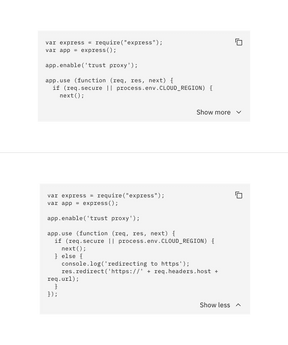 var express = require("express");
var app = express();
app.enable('trust proxy');
app.use (function (req, res, next) {
if (req.secure || process.env.CLOUD_REGION) {
next();
Show more
var express = require("express");
var app = express();
app.enable('trust proxy');
app.use (function (req, res, next) {
if (req.secure || process.env.CLOUD_REGION) {
next();
} else {
console.log('redirecting to https');
res.redirect('https://' + req.headers.host +
req.url);
}
});
Show less